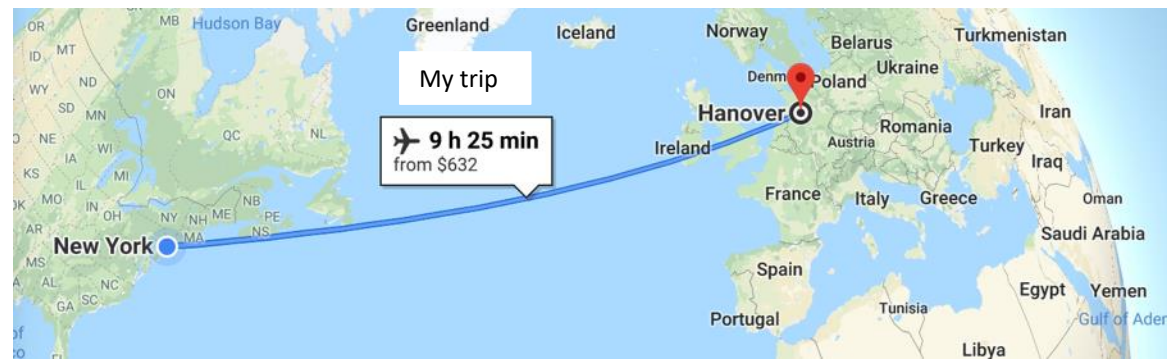 OR
MB
Hudson Bay
Greenland
Iceland
Norway
Belarus
Turkmenistan
ID
MT
ND
ON
My trip
Denm
Poland
Ukraine
WY
SD
MN
Hanover
Iran
NE
WI
QC
NL
9 h 25 min
from $632
Ireland
Romania
Austria
Turkey
Iraq
IA
MI
KS
IL
MO
IN
OH
NY
NH
ME
NB
PE
NS
France
Italy
Greece
Oman
AR
New York
MA
Saudi Arabia
MS
AL
NC
GA
SC
Spain
Portugal
Tunisia
Egypt
Yemen
Gulf of Aden
Libya